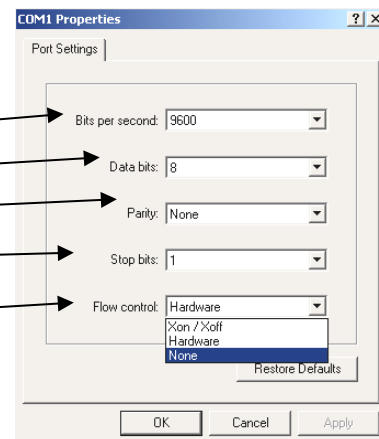 COM1 Properties ? X
Port Settings
Bits per second: 9600
Data bits: 8
Parity: None
Stop bits: 1
Flow control: Hardware
Xon / Xoff
Hardware
None
Restore Defaults
OK Cancel Apply